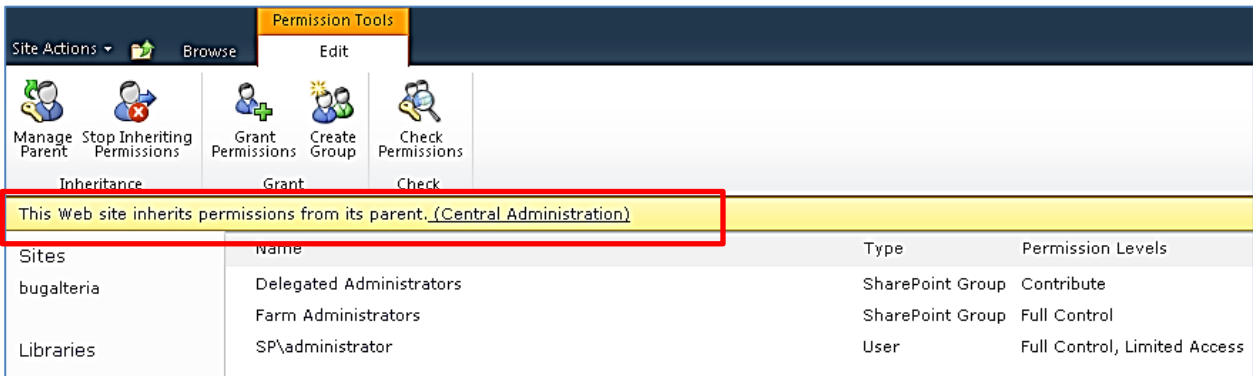 Permission Tools
Site Actions Browse Edit
Manage Parent Stop Inheriting Permissions Grant Permissions Create Group Check Permissions
Inheritance Grant Check
This Web site inherits permissions from its parent. (Central Administration)
Sites Name Type Permission Levels
bugalteria Delegated Administrators SharePoint Group Contribute
Farm Administrators SharePoint Group Full Control
Libraries SP\administrator User Full Control, Limited Access